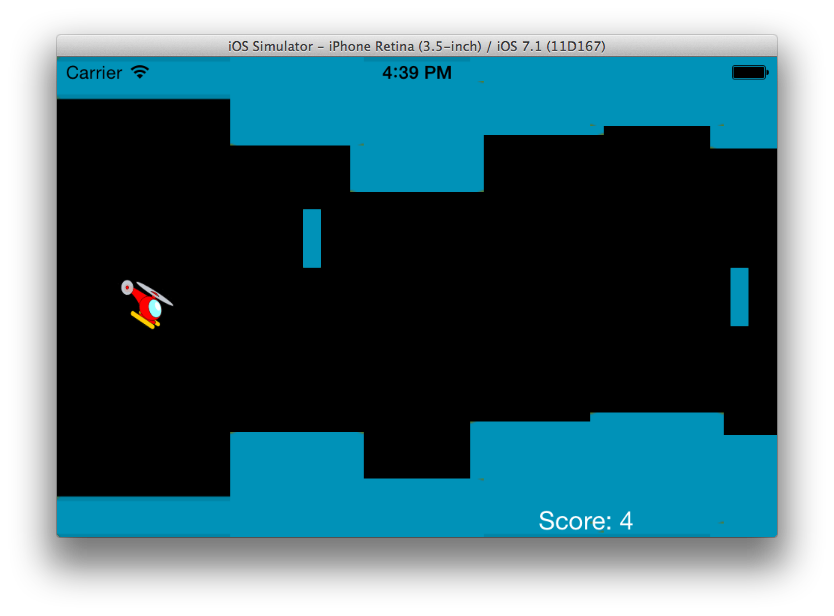 iOS Simulator – iPhone Retina (3.5-inch) / iOS 7.1 (11D167)
Carrier 4:39 PM
Score: 4